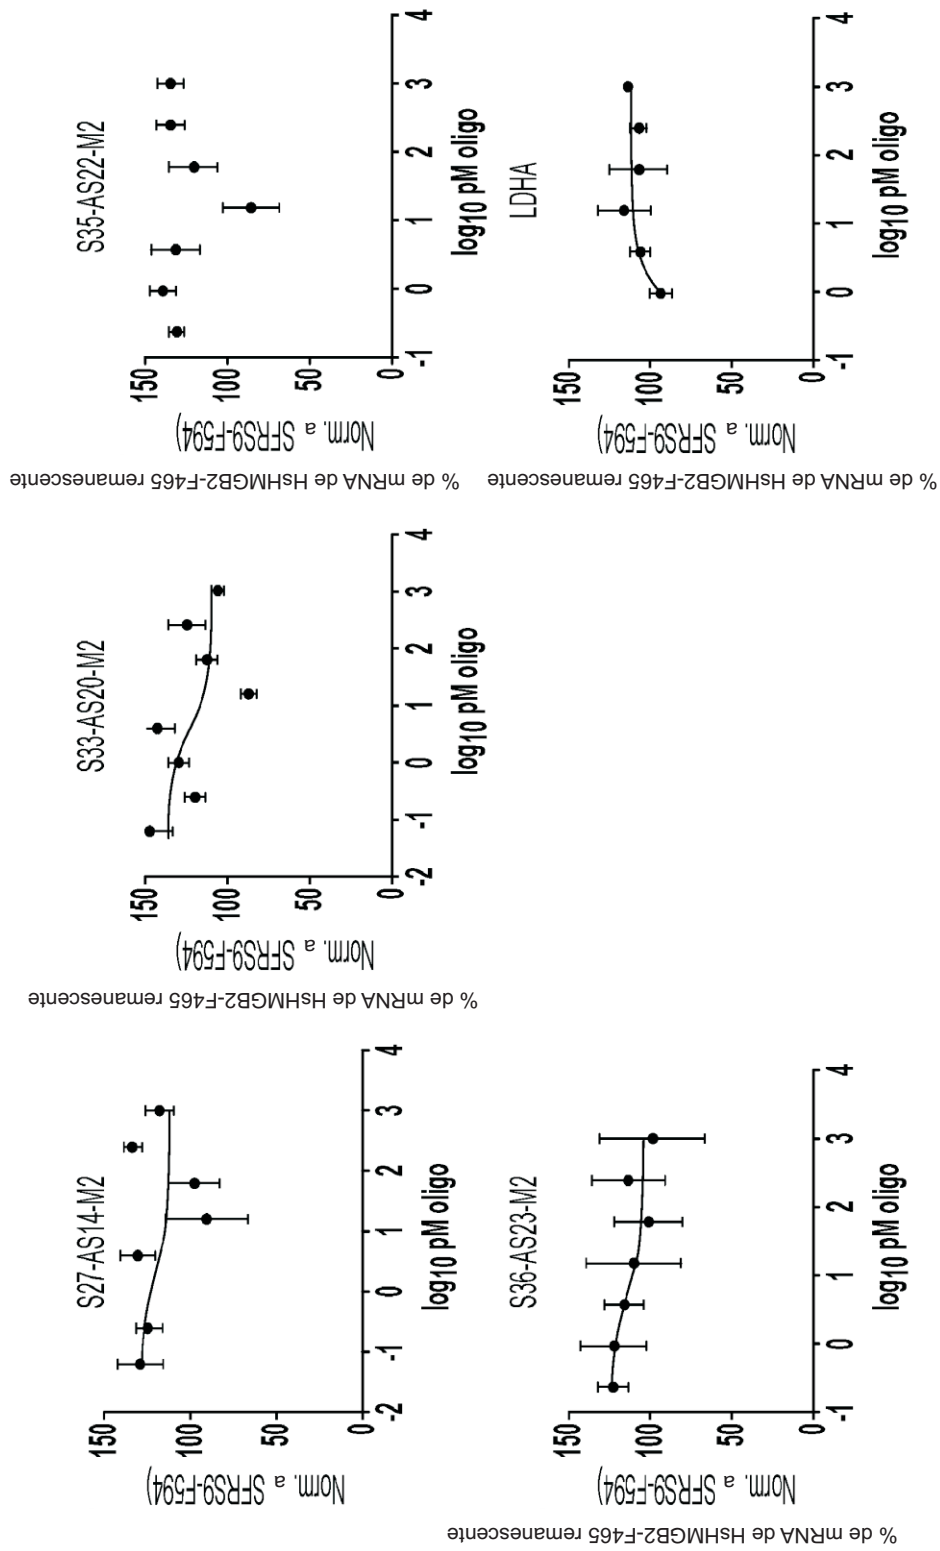 S27-AS14-M2
% de mRNA de HsHMGB2-F465 remanescente
Norm. a SFRS9-F594)
150
100
50
0
-2
-1
0
1
2
3
4
log10 pM oligo
S33-AS20-M2
% de mRNA de HsHMGB2-F465 remanescente
Norm. a SFRS9-F594)
150
100
50
0
-2
-1
0
1
2
3
4
log10 pM oligo
S35-AS22-M2
% de mRNA de HsHMGB2-F465 remanescente
Norm. a SFRS9-F594)
150
100
50
0
-1
0
1
2
3
4
log10 pM oligo
S36-AS23-M2
% de mRNA de HsHMGB2-F465 remanescente
Norm. a SFRS9-F594)
150
100
50
0
-1
0
1
2
3
4
log10 pM oligo
LDHA
% de mRNA de HsHMGB2-F465 remanescente
Norm. a SFRS9-F594)
150
100
50
0
-1
0
1
2
3
4
log10 pM oligo